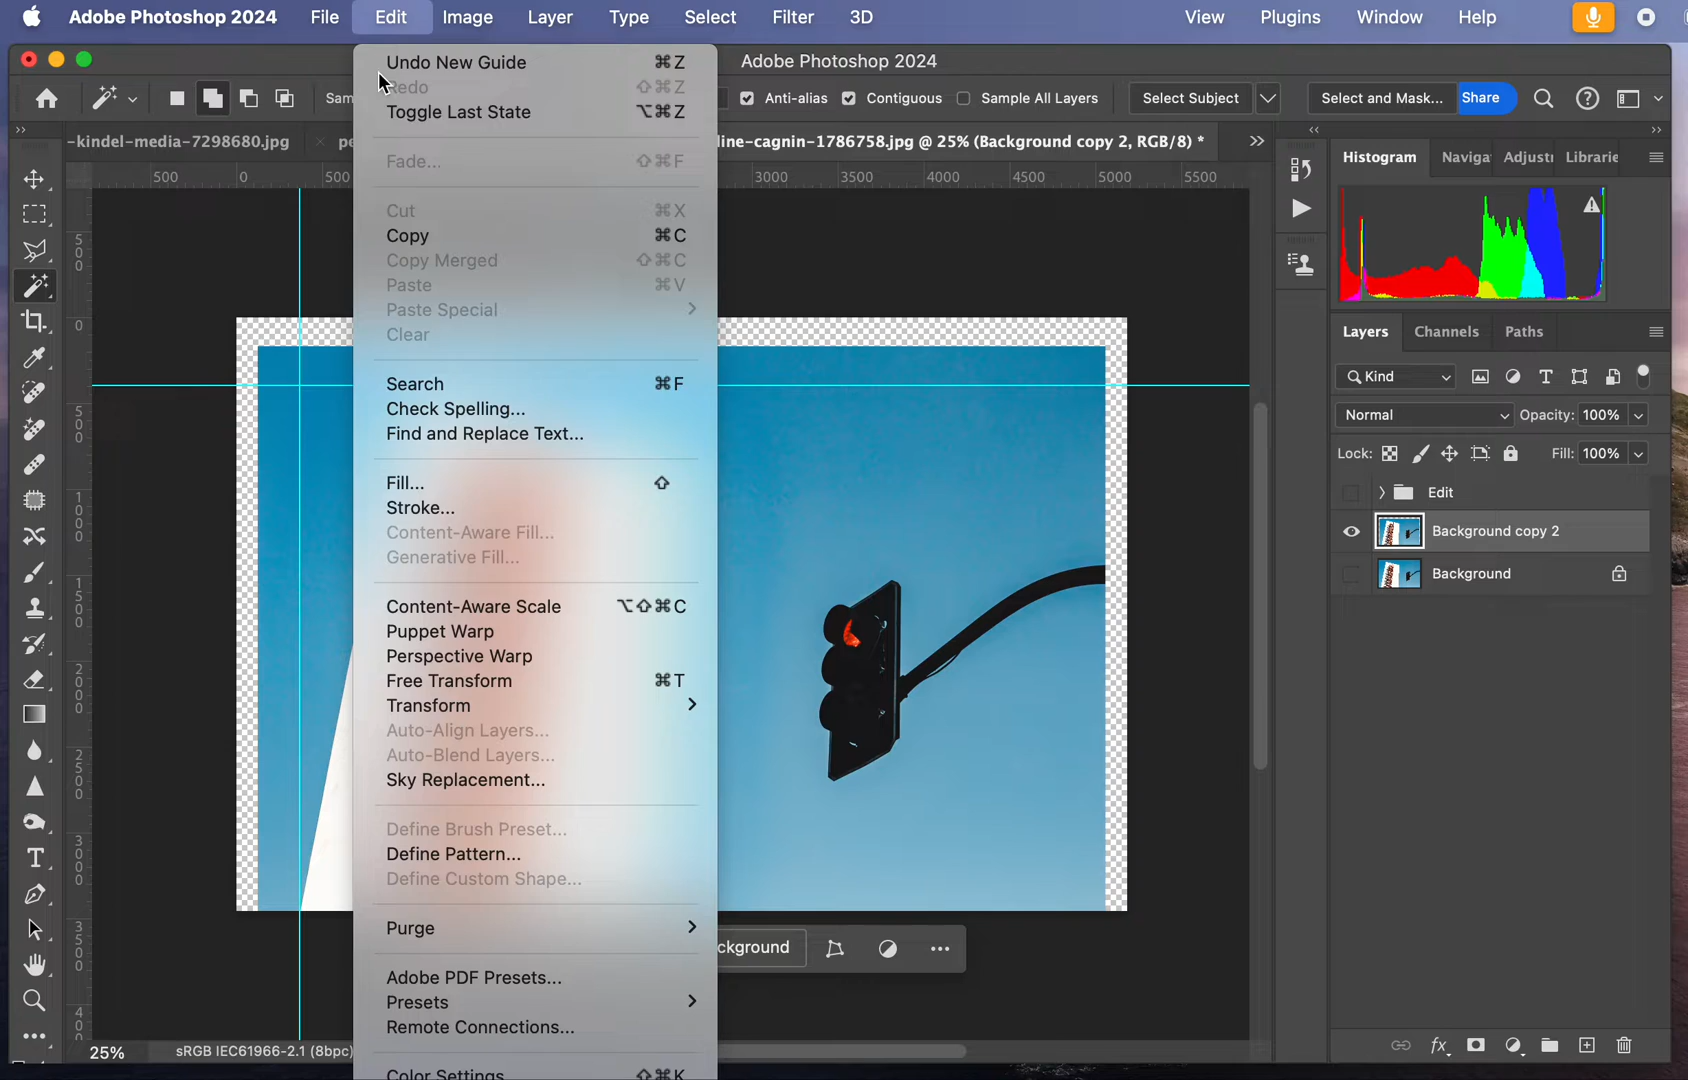 Adobe Photoshop 2024 File Edit Image Layer Type Select Filter 3D View Plugins Window Help
Adobe Photoshop 2024
Anti-alias Contiguous Sample All Layers Select Subject Select and Mask... Share
-kindel-media-7298680.jpg
line-cagnin-1786758.jpg @ 25% (Background copy 2, RGB/8) *
500 0 500 3000 3500 4000 4500 5000 5500
500
0
500
1000
1500
2000
2500
3000
3500
Undo New Guide ⌘Z
Redo ⇧⌘Z
Toggle Last State ⌥⌘Z
Fade... ⇧⌘F
Cut ⌘X
Copy ⌘C
Copy Merged ⇧⌘C
Paste ⌘V
Paste Special
Clear
Search ⌘F
Check Spelling...
Find and Replace Text...
Fill... ⇧
Stroke...
Content-Aware Fill...
Generative Fill...
Content-Aware Scale ⌥⇧⌘C
Puppet Warp
Perspective Warp
Free Transform ⌘T
Transform
Auto-Align Layers...
Auto-Blend Layers...
Sky Replacement...
Define Brush Preset...
Define Pattern...
Define Custom Shape...
Purge
Adobe PDF Presets...
Presets
Remote Connections...
Color Settings ⇧⌘K
ckground
25% sRGB IEC61966-2.1 (8bpc)
Histogram Naviga Adjust Librarie
Layers Channels Paths
Kind
Normal Opacity: 100%
Lock: Fill: 100%
Edit
Background copy 2
Background
fx